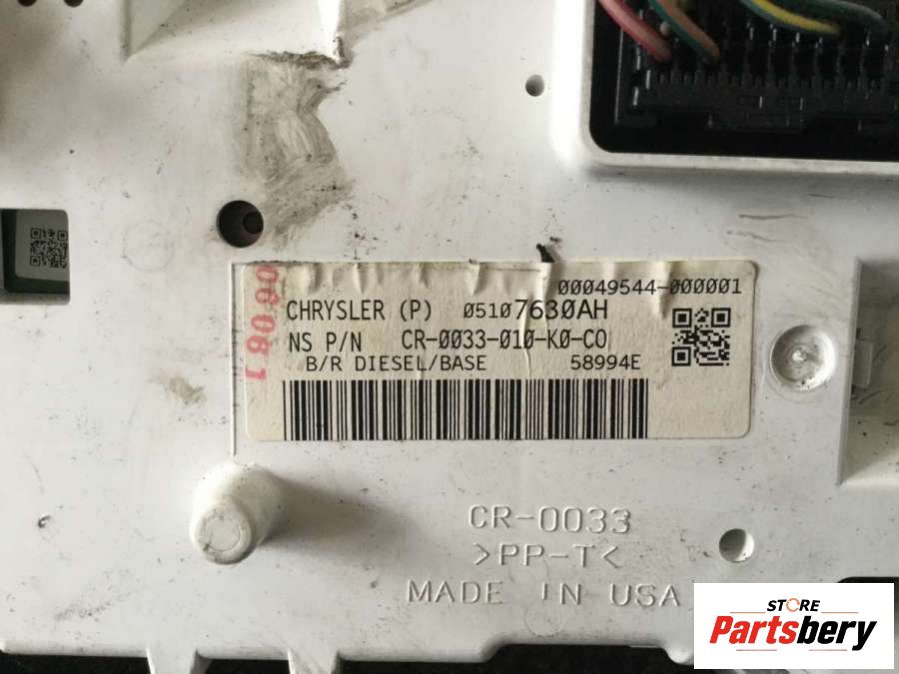 00049544-000001
CHRYSLER (P) 05107630AH
NS P/N CR-0033-010-K0-C0
B/R DIESEL/BASE 58994E
CR-0033
>PP-T<
MADE IN USA
STORE
Partsbery